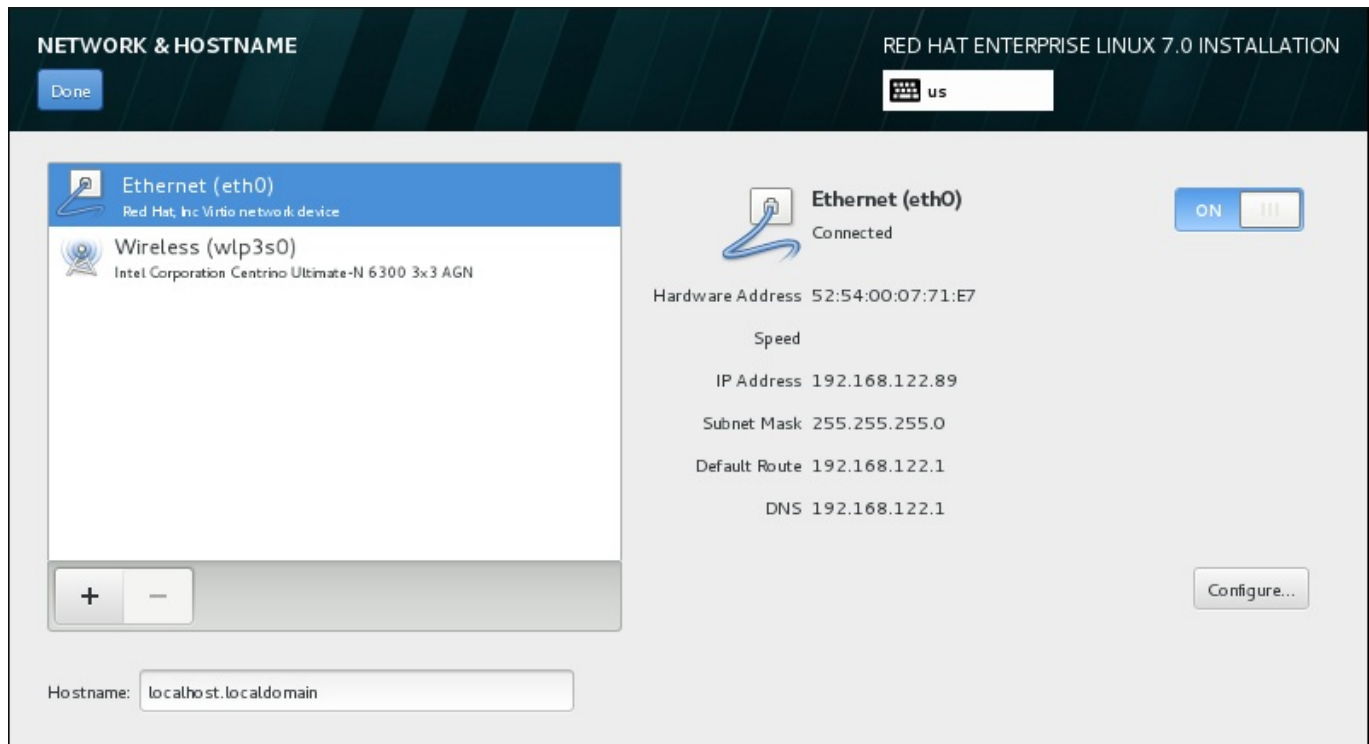 NETWORK & HOSTNAME
Done
RED HAT ENTERPRISE LINUX 7.0 INSTALLATION
us
Ethernet (eth0)
Red Hat, Inc Virtio network device
Wireless (wlp3s0)
Intel Corporation Centrino Ultimate-N 6300 3x3 AGN
+
−
Hostname: localhost.localdomain
Ethernet (eth0)
Connected
ON
Hardware Address 52:54:00:07:71:E7
Speed
IP Address 192.168.122.89
Subnet Mask 255.255.255.0
Default Route 192.168.122.1
DNS 192.168.122.1
Configure...